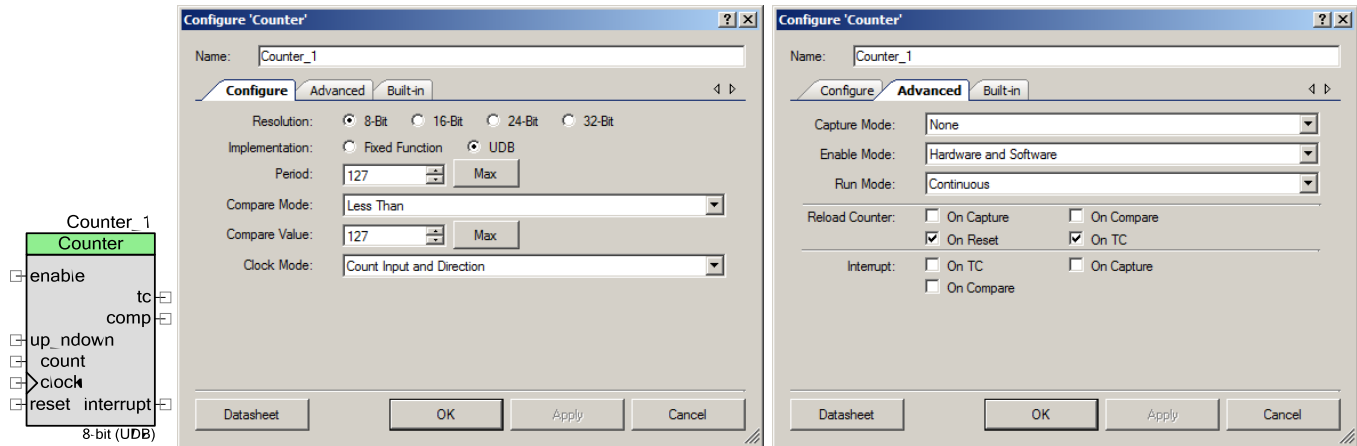 Counter_1
Counter
enable
tc
comp
up_ndown
count
clock
reset interrupt
8-bit (UDB)
Configure 'Counter'
Name: Counter_1
Configure Advanced Built-in
Resolution: 8-Bit 16-Bit 24-Bit 32-Bit
Implementation: Fixed Function UDB
Period: 127 Max
Compare Mode: Less Than
Compare Value: 127 Max
Clock Mode: Count Input and Direction
Datasheet OK Apply Cancel
Configure 'Counter'
Name: Counter_1
Configure Advanced Built-in
Capture Mode: None
Enable Mode: Hardware and Software
Run Mode: Continuous
Reload Counter: On Capture On Compare
On Reset On TC
Interrupt: On TC On Capture
On Compare
Datasheet OK Apply Cancel